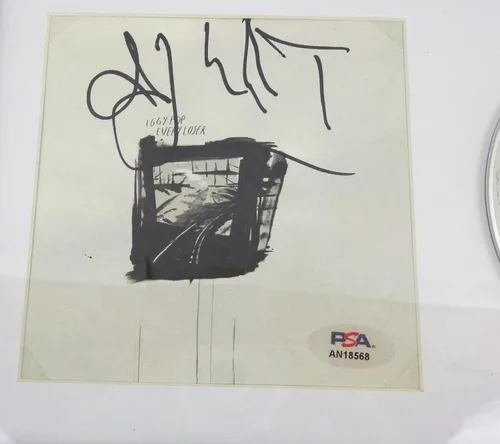 IGGY POP
EVERY LOSER
PSA
AN18568